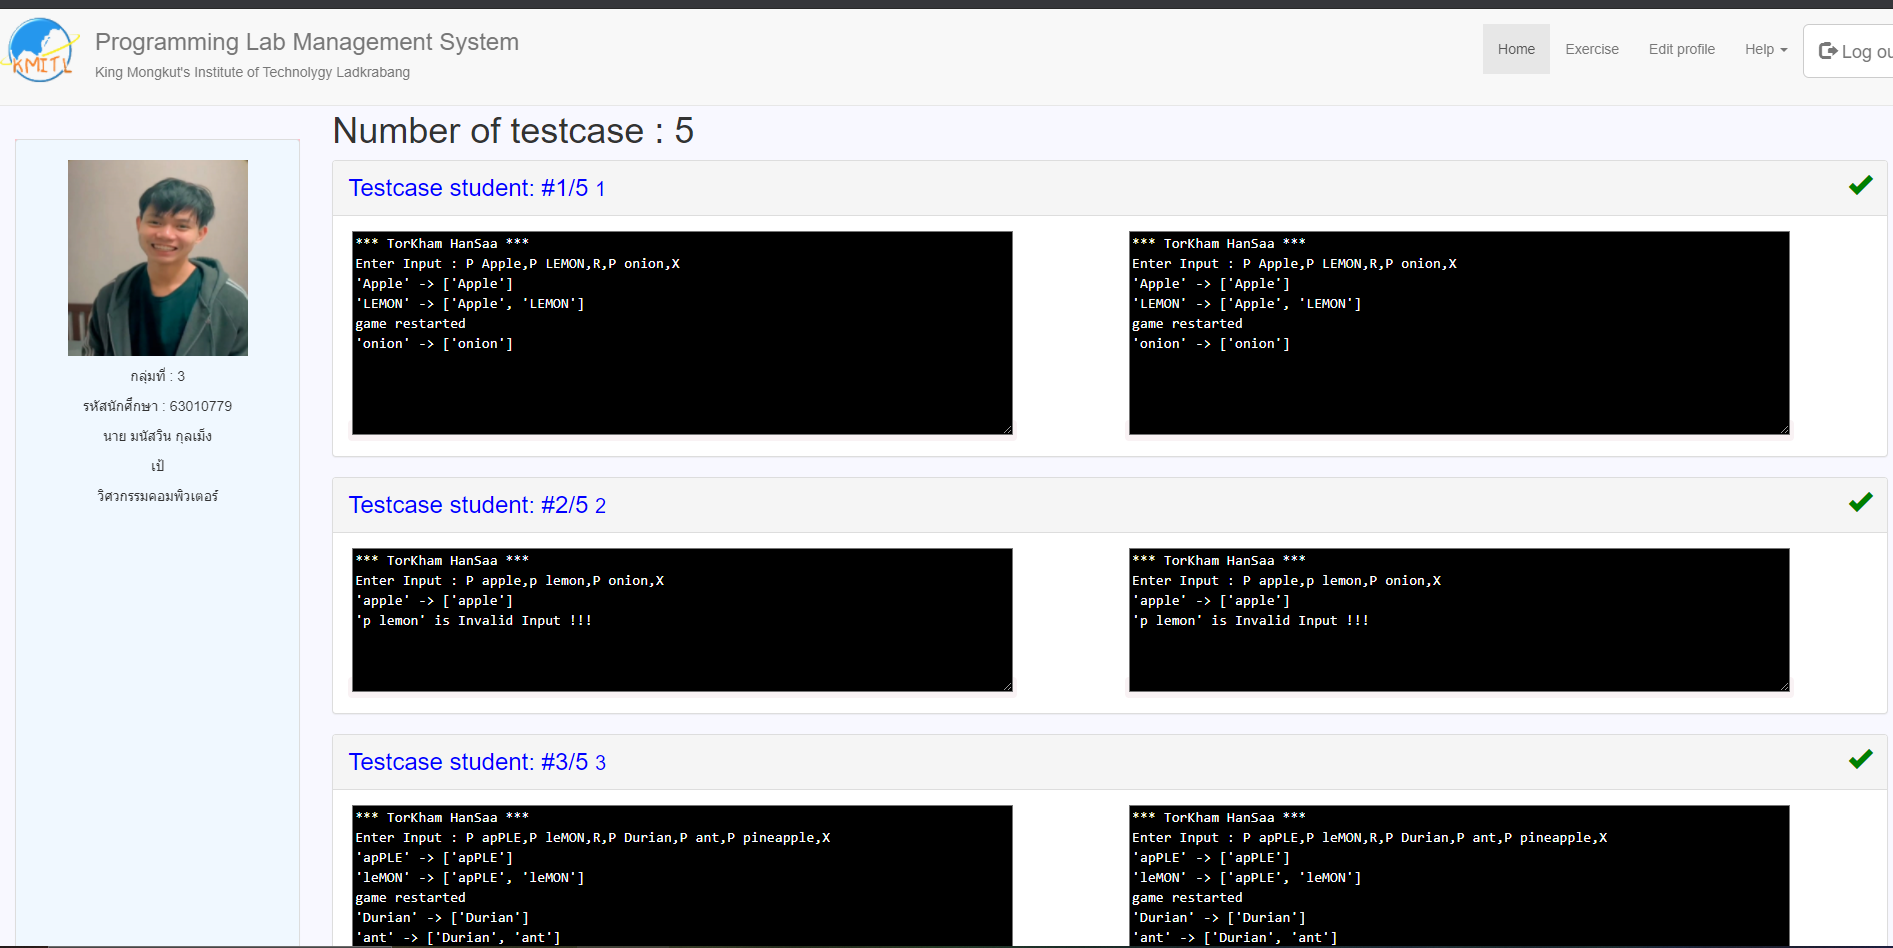 KMITL
Programming Lab Management System
King Mongkut's Institute of Technolygy Ladkrabang
Home
Exercise
Edit profile
Help
Log ou
กลุ่มที่ : 3
รหัสนักศึกษา : 63010779
นาย มนัสวิน กุลเม็ง
เป้
วิศวกรรมคอมพิวเตอร์
Number of testcase : 5
Testcase student: #1/5 1
*** TorKham HanSaa ***
Enter Input : P Apple,P LEMON,R,P onion,X
'Apple' -> ['Apple']
'LEMON' -> ['Apple', 'LEMON']
game restarted
'onion' -> ['onion']
*** TorKham HanSaa ***
Enter Input : P Apple,P LEMON,R,P onion,X
'Apple' -> ['Apple']
'LEMON' -> ['Apple', 'LEMON']
game restarted
'onion' -> ['onion']
Testcase student: #2/5 2
*** TorKham HanSaa ***
Enter Input : P apple,p lemon,P onion,X
'apple' -> ['apple']
'p lemon' is Invalid Input !!!
*** TorKham HanSaa ***
Enter Input : P apple,p lemon,P onion,X
'apple' -> ['apple']
'p lemon' is Invalid Input !!!
Testcase student: #3/5 3
*** TorKham HanSaa ***
Enter Input : P apPLE,P leMON,R,P Durian,P ant,P pineapple,X
'apPLE' -> ['apPLE']
'leMON' -> ['apPLE', 'leMON']
game restarted
'Durian' -> ['Durian']
'ant' -> ['Durian', 'ant']
*** TorKham HanSaa ***
Enter Input : P apPLE,P leMON,R,P Durian,P ant,P pineapple,X
'apPLE' -> ['apPLE']
'leMON' -> ['apPLE', 'leMON']
game restarted
'Durian' -> ['Durian']
'ant' -> ['Durian', 'ant']